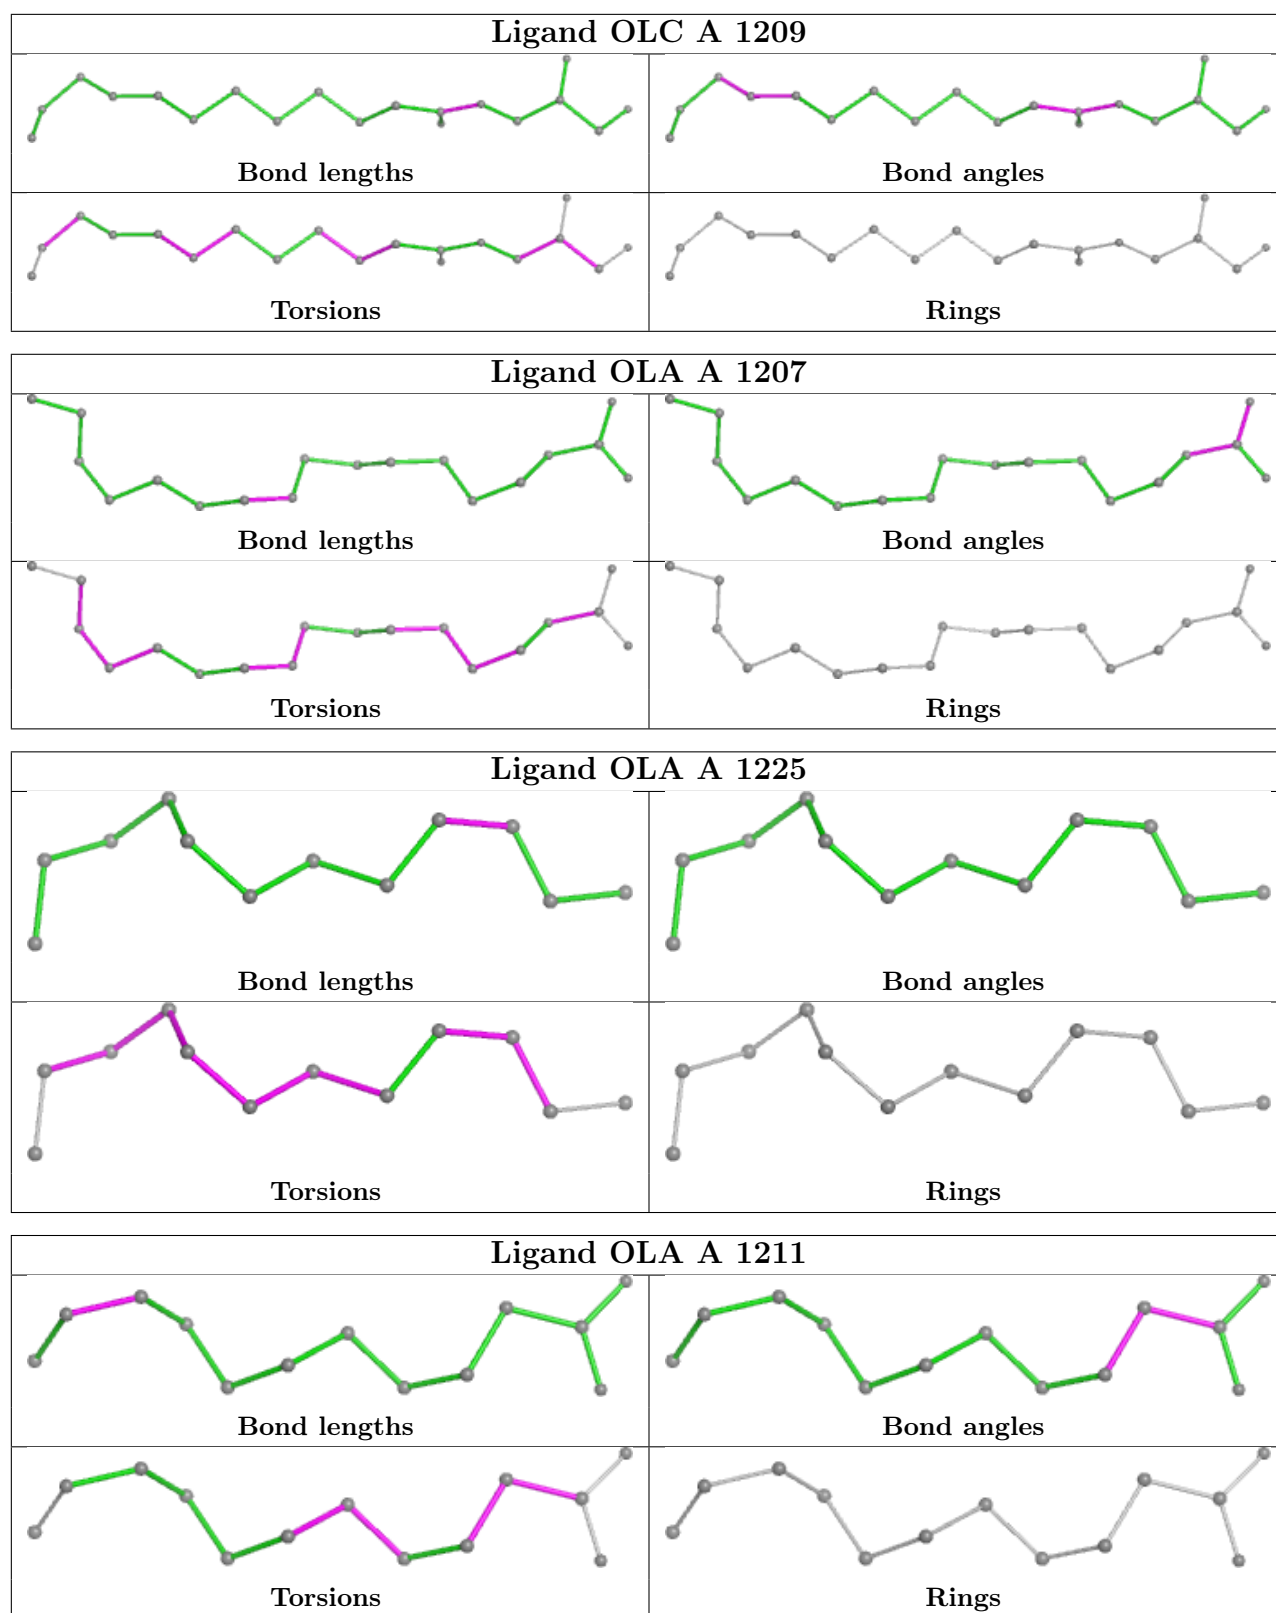 Ligand OLC A 1209
Bond lengths
Bond angles
Torsions
Rings
Ligand OLA A 1207
Bond lengths
Bond angles
Torsions
Rings
Ligand OLA A 1225
Bond lengths
Bond angles
Torsions
Rings
Ligand OLA A 1211
Bond lengths
Bond angles
Torsions
Rings